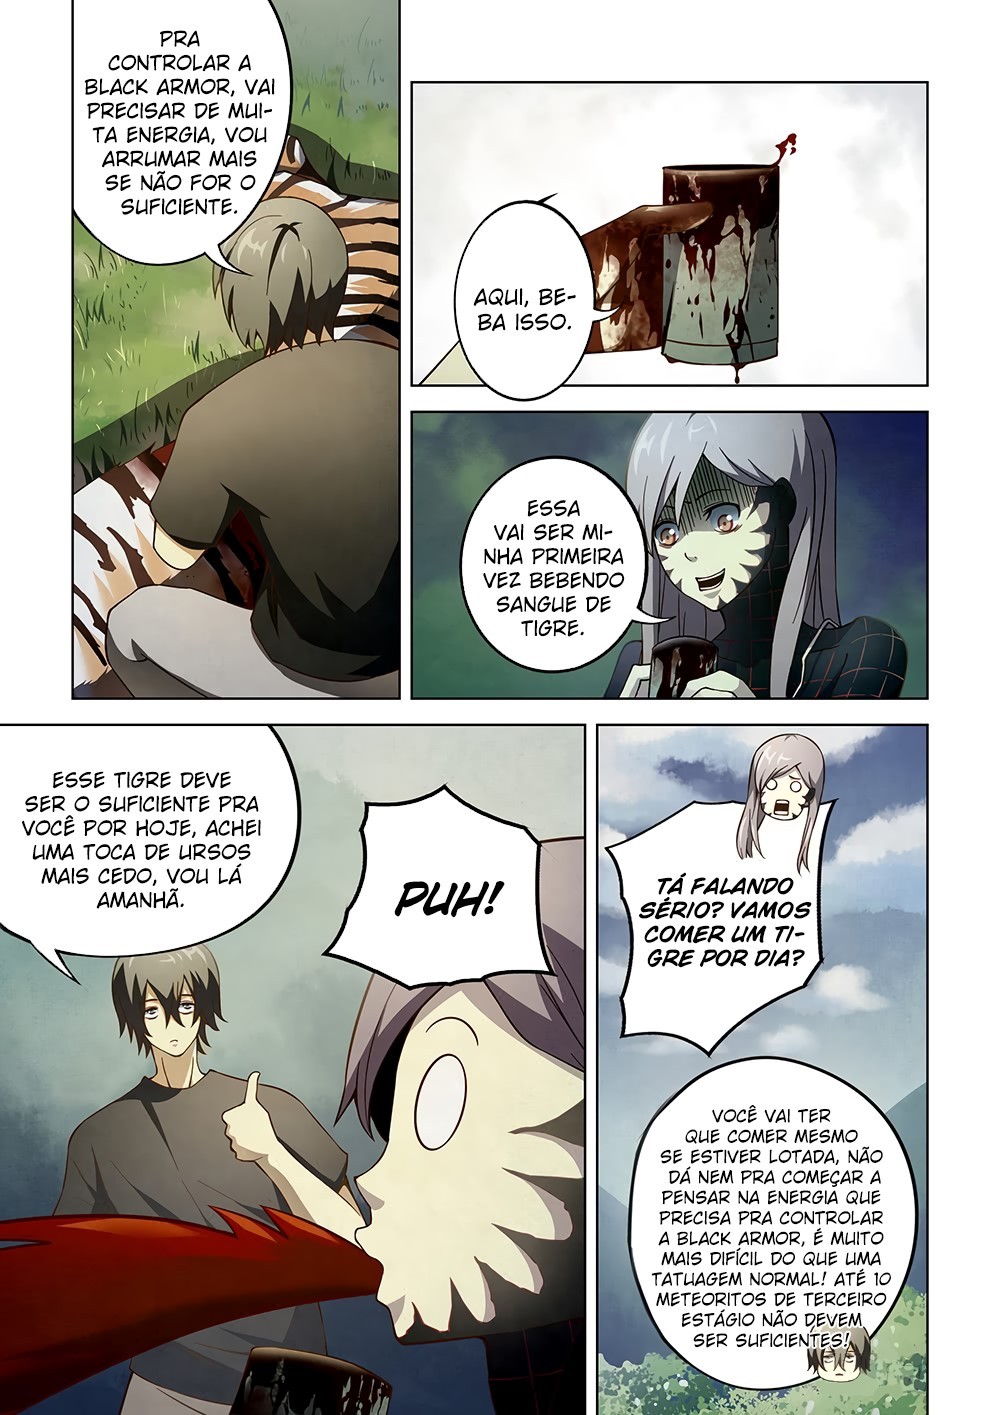 PRA
CONTROLAR A
BLACK ARMOR, VAI
PRECISAR DE MUI-
TA ENERGIA, VOU
ARRUMAR MAIS
SE NÃO FOR O
SUFICIENTE.
AQUI, BE-
BA ISSO.
ESSA
VAI SER MI-
NHA PRIMEIRA
VEZ BEBENDO
SANGUE DE
TIGRE.
ESSE TIGRE DEVE
SER O SUFICIENTE PRA
VOCÊ POR HOJE, ACHEI
UMA TOCA DE URSOS
MAIS CEDO, VOU LÁ
AMANHÃ.
PUH!
TÁ FALANDO
SÉRIO? VAMOS
COMER UM TI-
GRE POR DIA?
VOCÊ VAI TER
QUE COMER MESMO
SE ESTIVER LOTADA, NÃO
DÁ NEM PRA COMEÇAR A
PENSAR NA ENERGIA QUE
PRECISA PRA CONTROLAR
A BLACK ARMOR, É MUITO
MAIS DIFÍCIL DO QUE UMA
TATUAGEM NORMAL! ATÉ 10
METEORITOS DE TERCEIRO
ESTÁGIO NÃO DEVEM
SER SUFICIENTES!